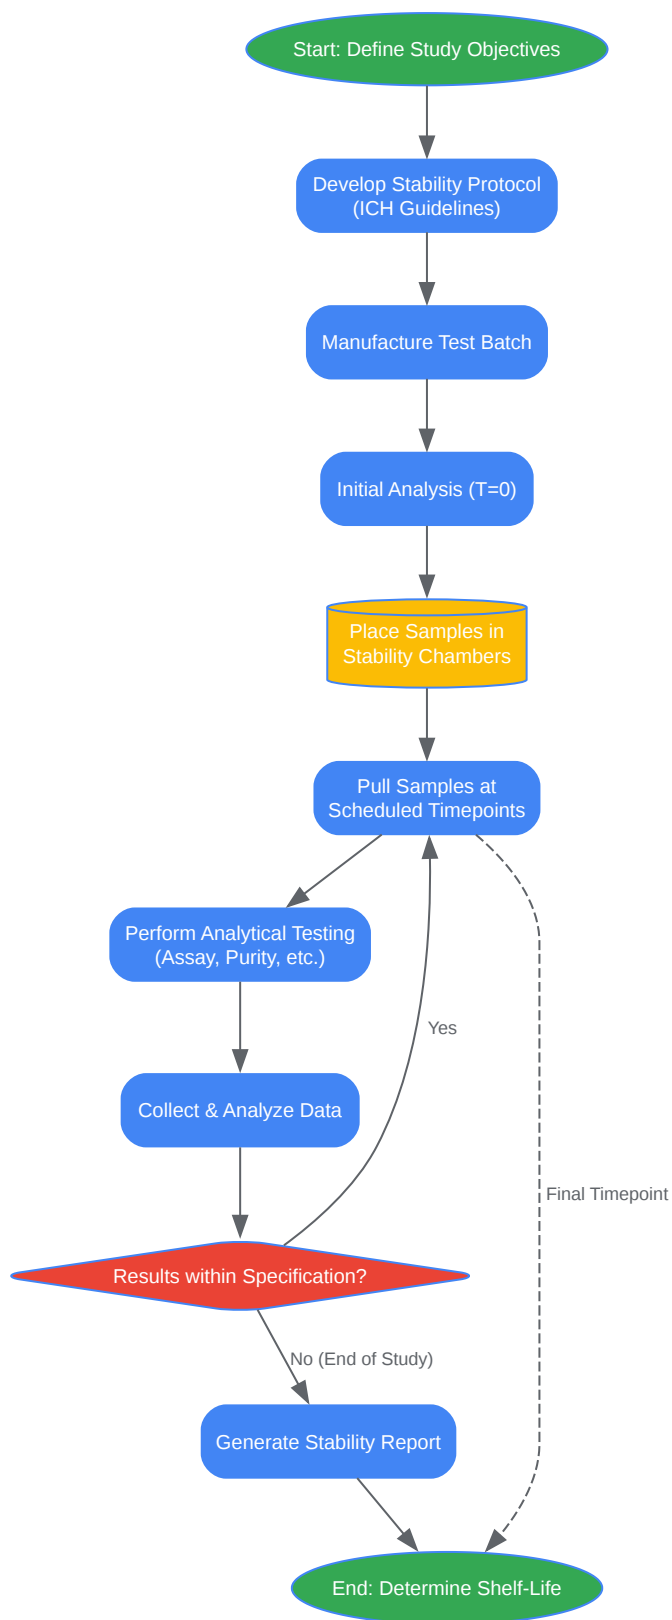 Start: Define Study Objectives
Develop Stability Protocol
(ICH Guidelines)
Manufacture Test Batch
Initial Analysis (T=0)
Place Samples in
Stability Chambers
Pull Samples at
Scheduled Timepoints
Perform Analytical Testing
(Assay, Purity, etc.)
Yes
Collect & Analyze Data
Final Timepoint
Results within Specification?
No (End of Study)
Generate Stability Report
End: Determine Shelf-Life